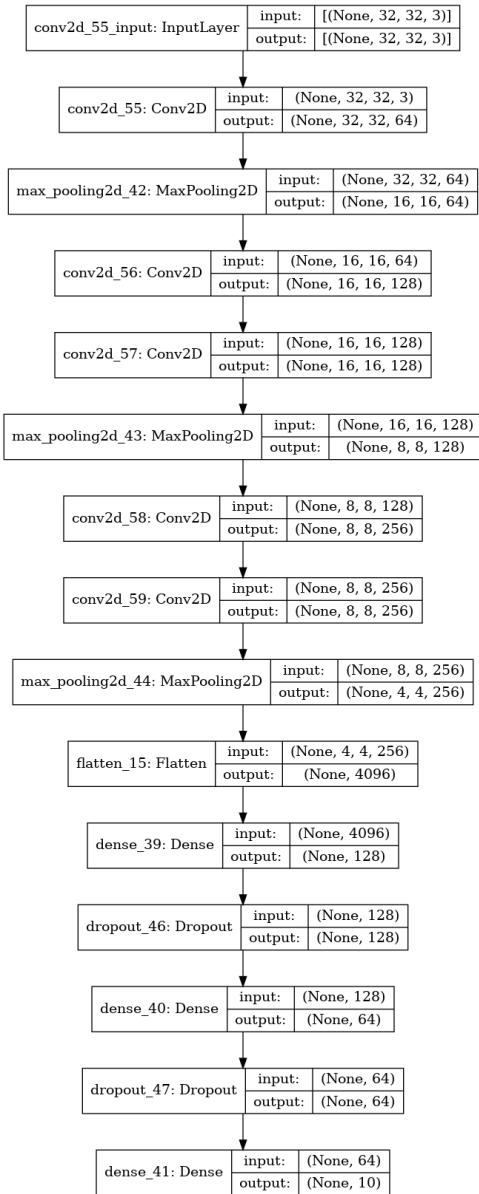 conv2d_55_input: InputLayer
input: [(None, 32, 32, 3)]
output: [(None, 32, 32, 3)]
conv2d_55: Conv2D
input: (None, 32, 32, 3)
output: (None, 32, 32, 64)
max_pooling2d_42: MaxPooling2D
input: (None, 32, 32, 64)
output: (None, 16, 16, 64)
conv2d_56: Conv2D
input: (None, 16, 16, 64)
output: (None, 16, 16, 128)
conv2d_57: Conv2D
input: (None, 16, 16, 128)
output: (None, 16, 16, 128)
max_pooling2d_43: MaxPooling2D
input: (None, 16, 16, 128)
output: (None, 8, 8, 128)
conv2d_58: Conv2D
input: (None, 8, 8, 128)
output: (None, 8, 8, 256)
conv2d_59: Conv2D
input: (None, 8, 8, 256)
output: (None, 8, 8, 256)
max_pooling2d_44: MaxPooling2D
input: (None, 8, 8, 256)
output: (None, 4, 4, 256)
flatten_15: Flatten
input: (None, 4, 4, 256)
output: (None, 4096)
dense_39: Dense
input: (None, 4096)
output: (None, 128)
dropout_46: Dropout
input: (None, 128)
output: (None, 128)
dense_40: Dense
input: (None, 128)
output: (None, 64)
dropout_47: Dropout
input: (None, 64)
output: (None, 64)
dense_41: Dense
input: (None, 64)
output: (None, 10)